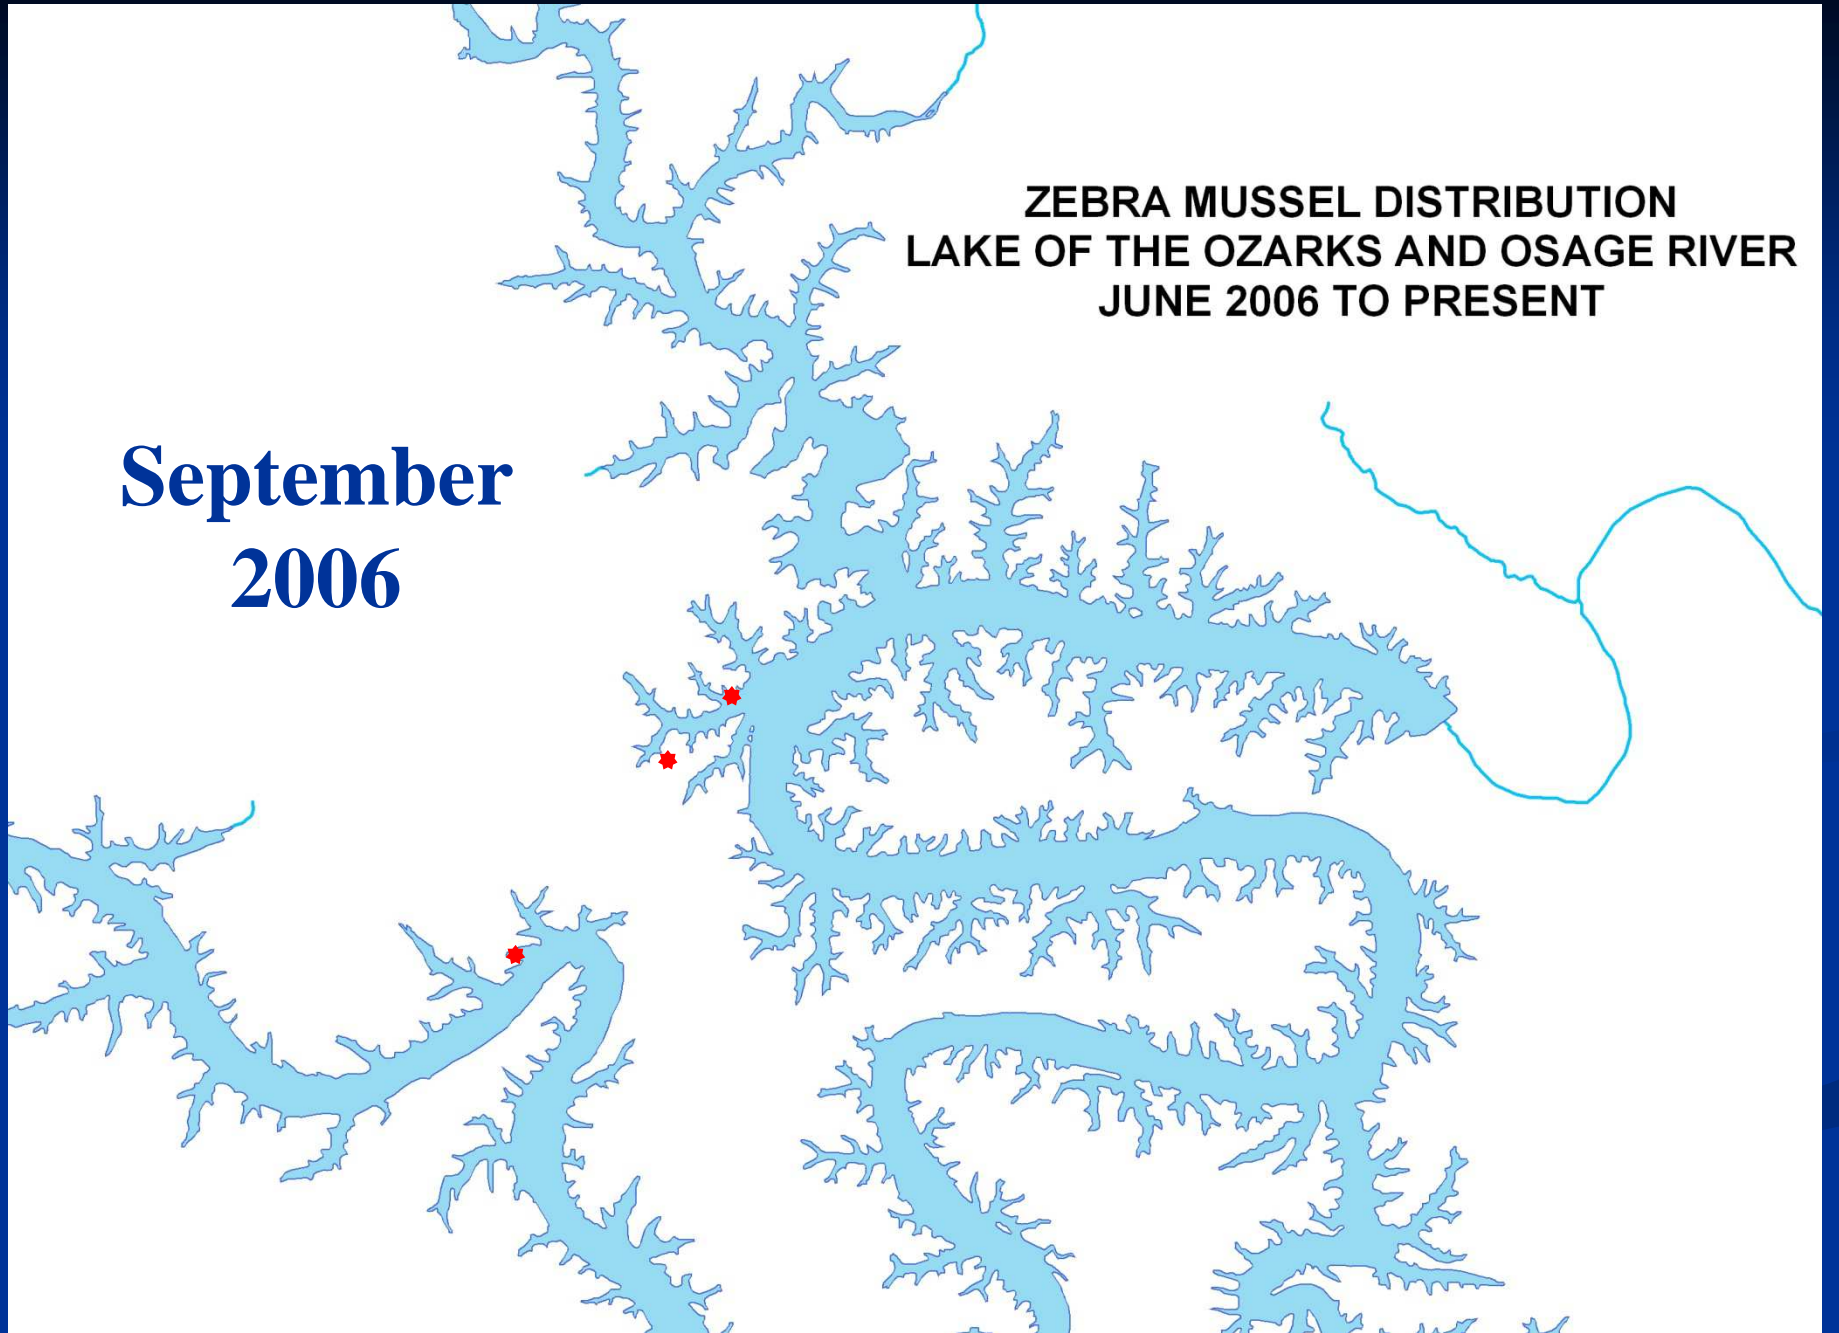 ZEBRA MUSSEL DISTRIBUTION
LAKE OF THE OZARKS AND OSAGE RIVER
JUNE 2006 TO PRESENT
September
2006